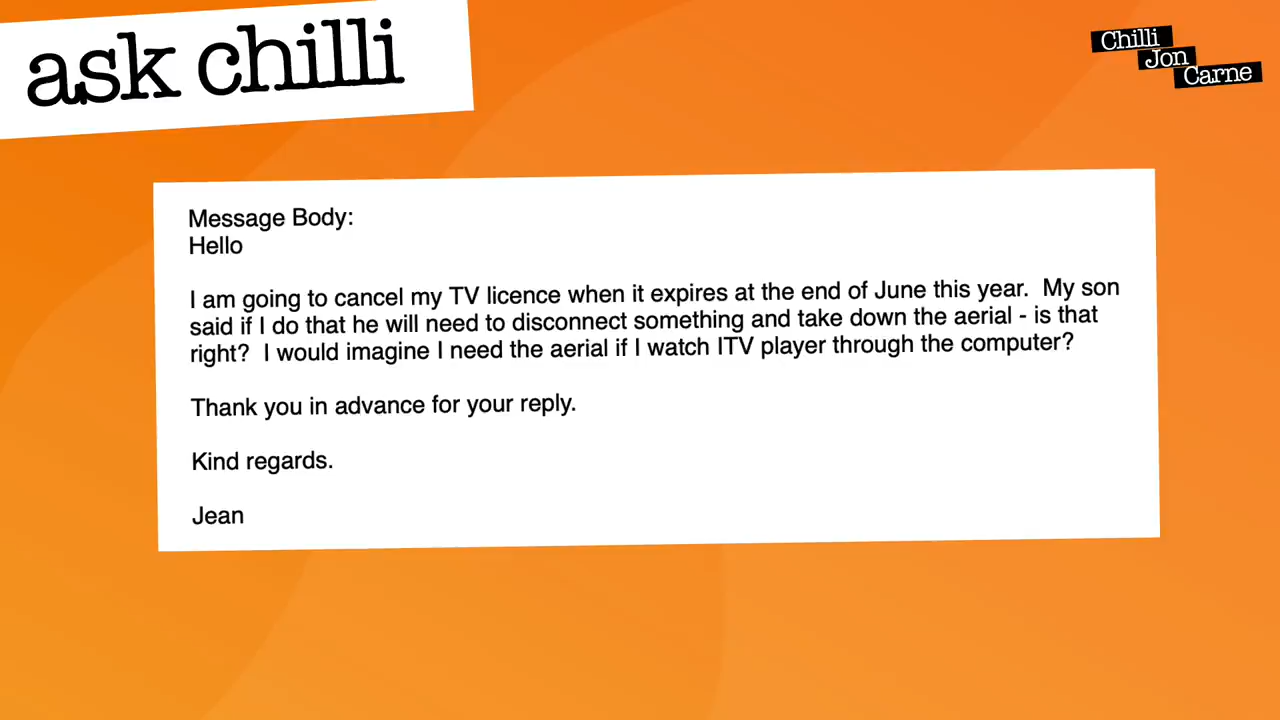 ask chilli
Chilli
Jon
Carne
Message Body:
Hello
I am going to cancel my TV licence when it expires at the end of June this year.  My son
said if I do that he will need to disconnect something and take down the aerial - is that
right?  I would imagine I need the aerial if I watch ITV player through the computer?
Thank you in advance for your reply.
Kind regards.
Jean